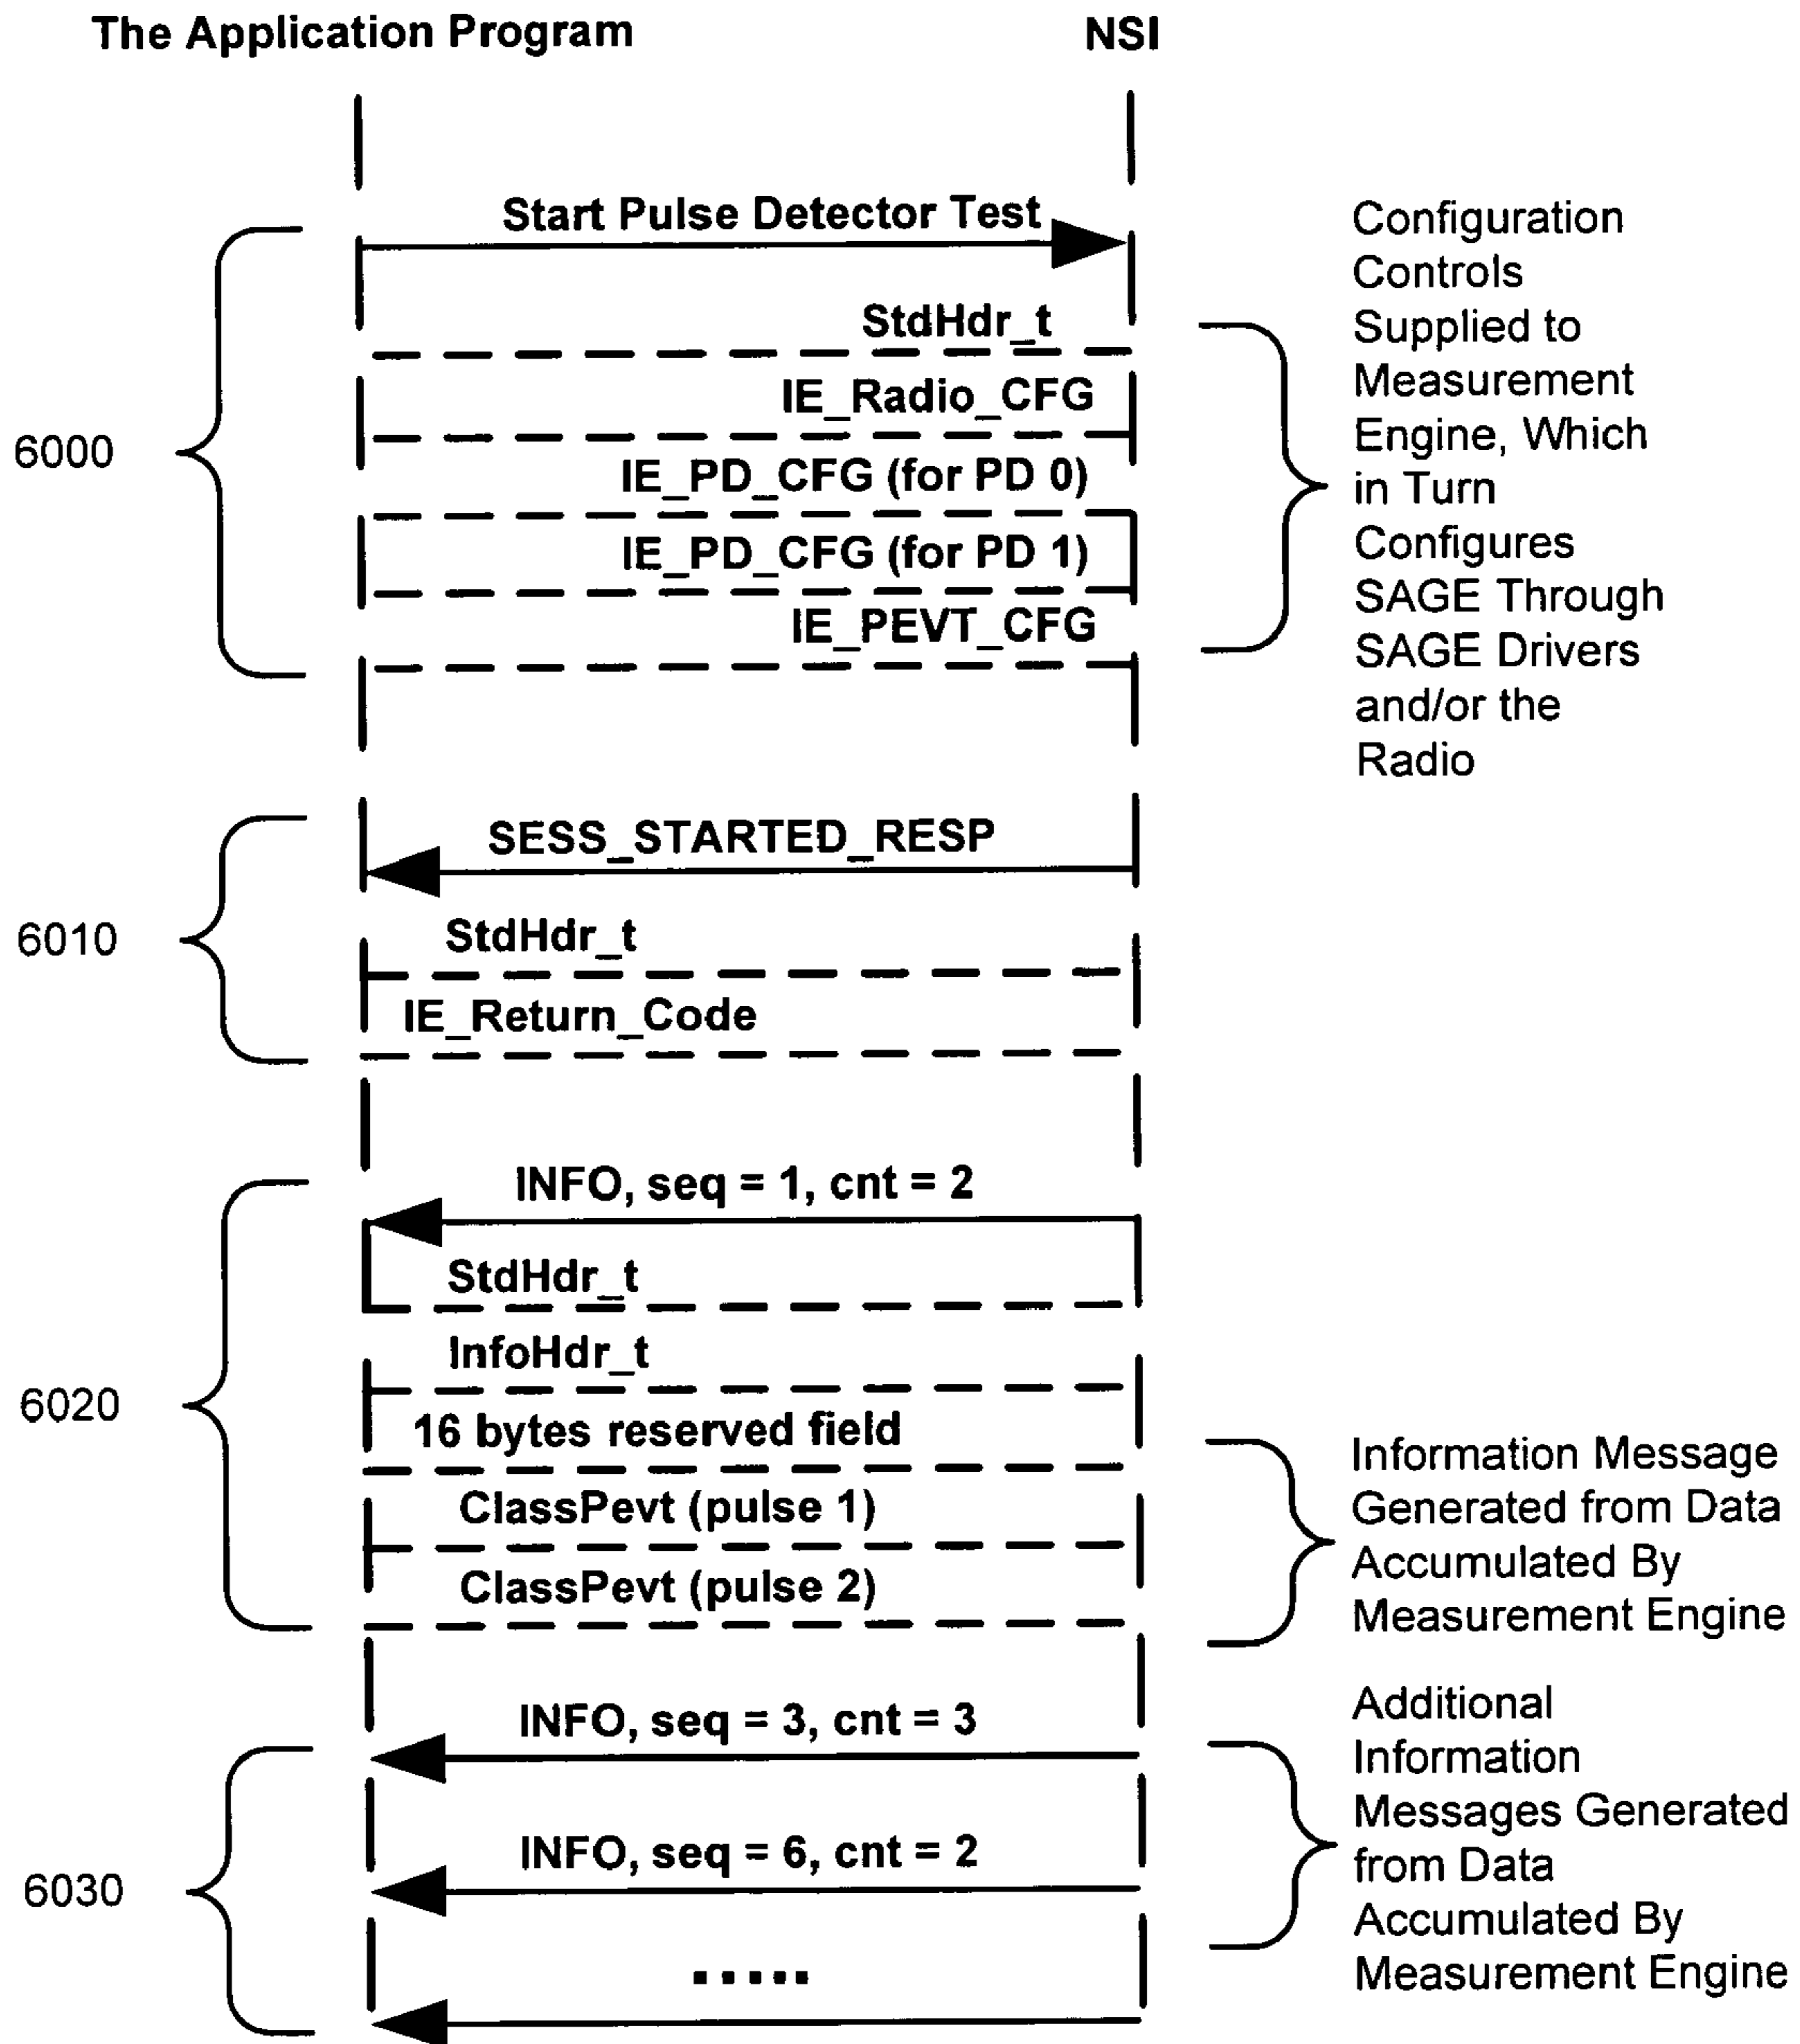 The Application Program
NSI
Start Pulse Detector Test
StdHdr_t
IE_Radio_CFG
IE_PD_CFG (for PD 0)
IE_PD_CFG (for PD 1)
IE_PEVT_CFG
6000
Configuration
Controls
Supplied to
Measurement
Engine, Which
in Turn
Configures
SAGE Through
SAGE Drivers
and/or the
Radio
SESS_STARTED_RESP
StdHdr_t
IE_Return_Code
6010
INFO, seq = 1, cnt = 2
StdHdr_t
InfoHdr_t
16 bytes reserved field
ClassPevt (pulse 1)
ClassPevt (pulse 2)
6020
Information Message
Generated from Data
Accumulated By
Measurement Engine
INFO, seq = 3, cnt = 3
INFO, seq = 6, cnt = 2
.....
6030
Additional
Information
Messages Generated
from Data
Accumulated By
Measurement Engine